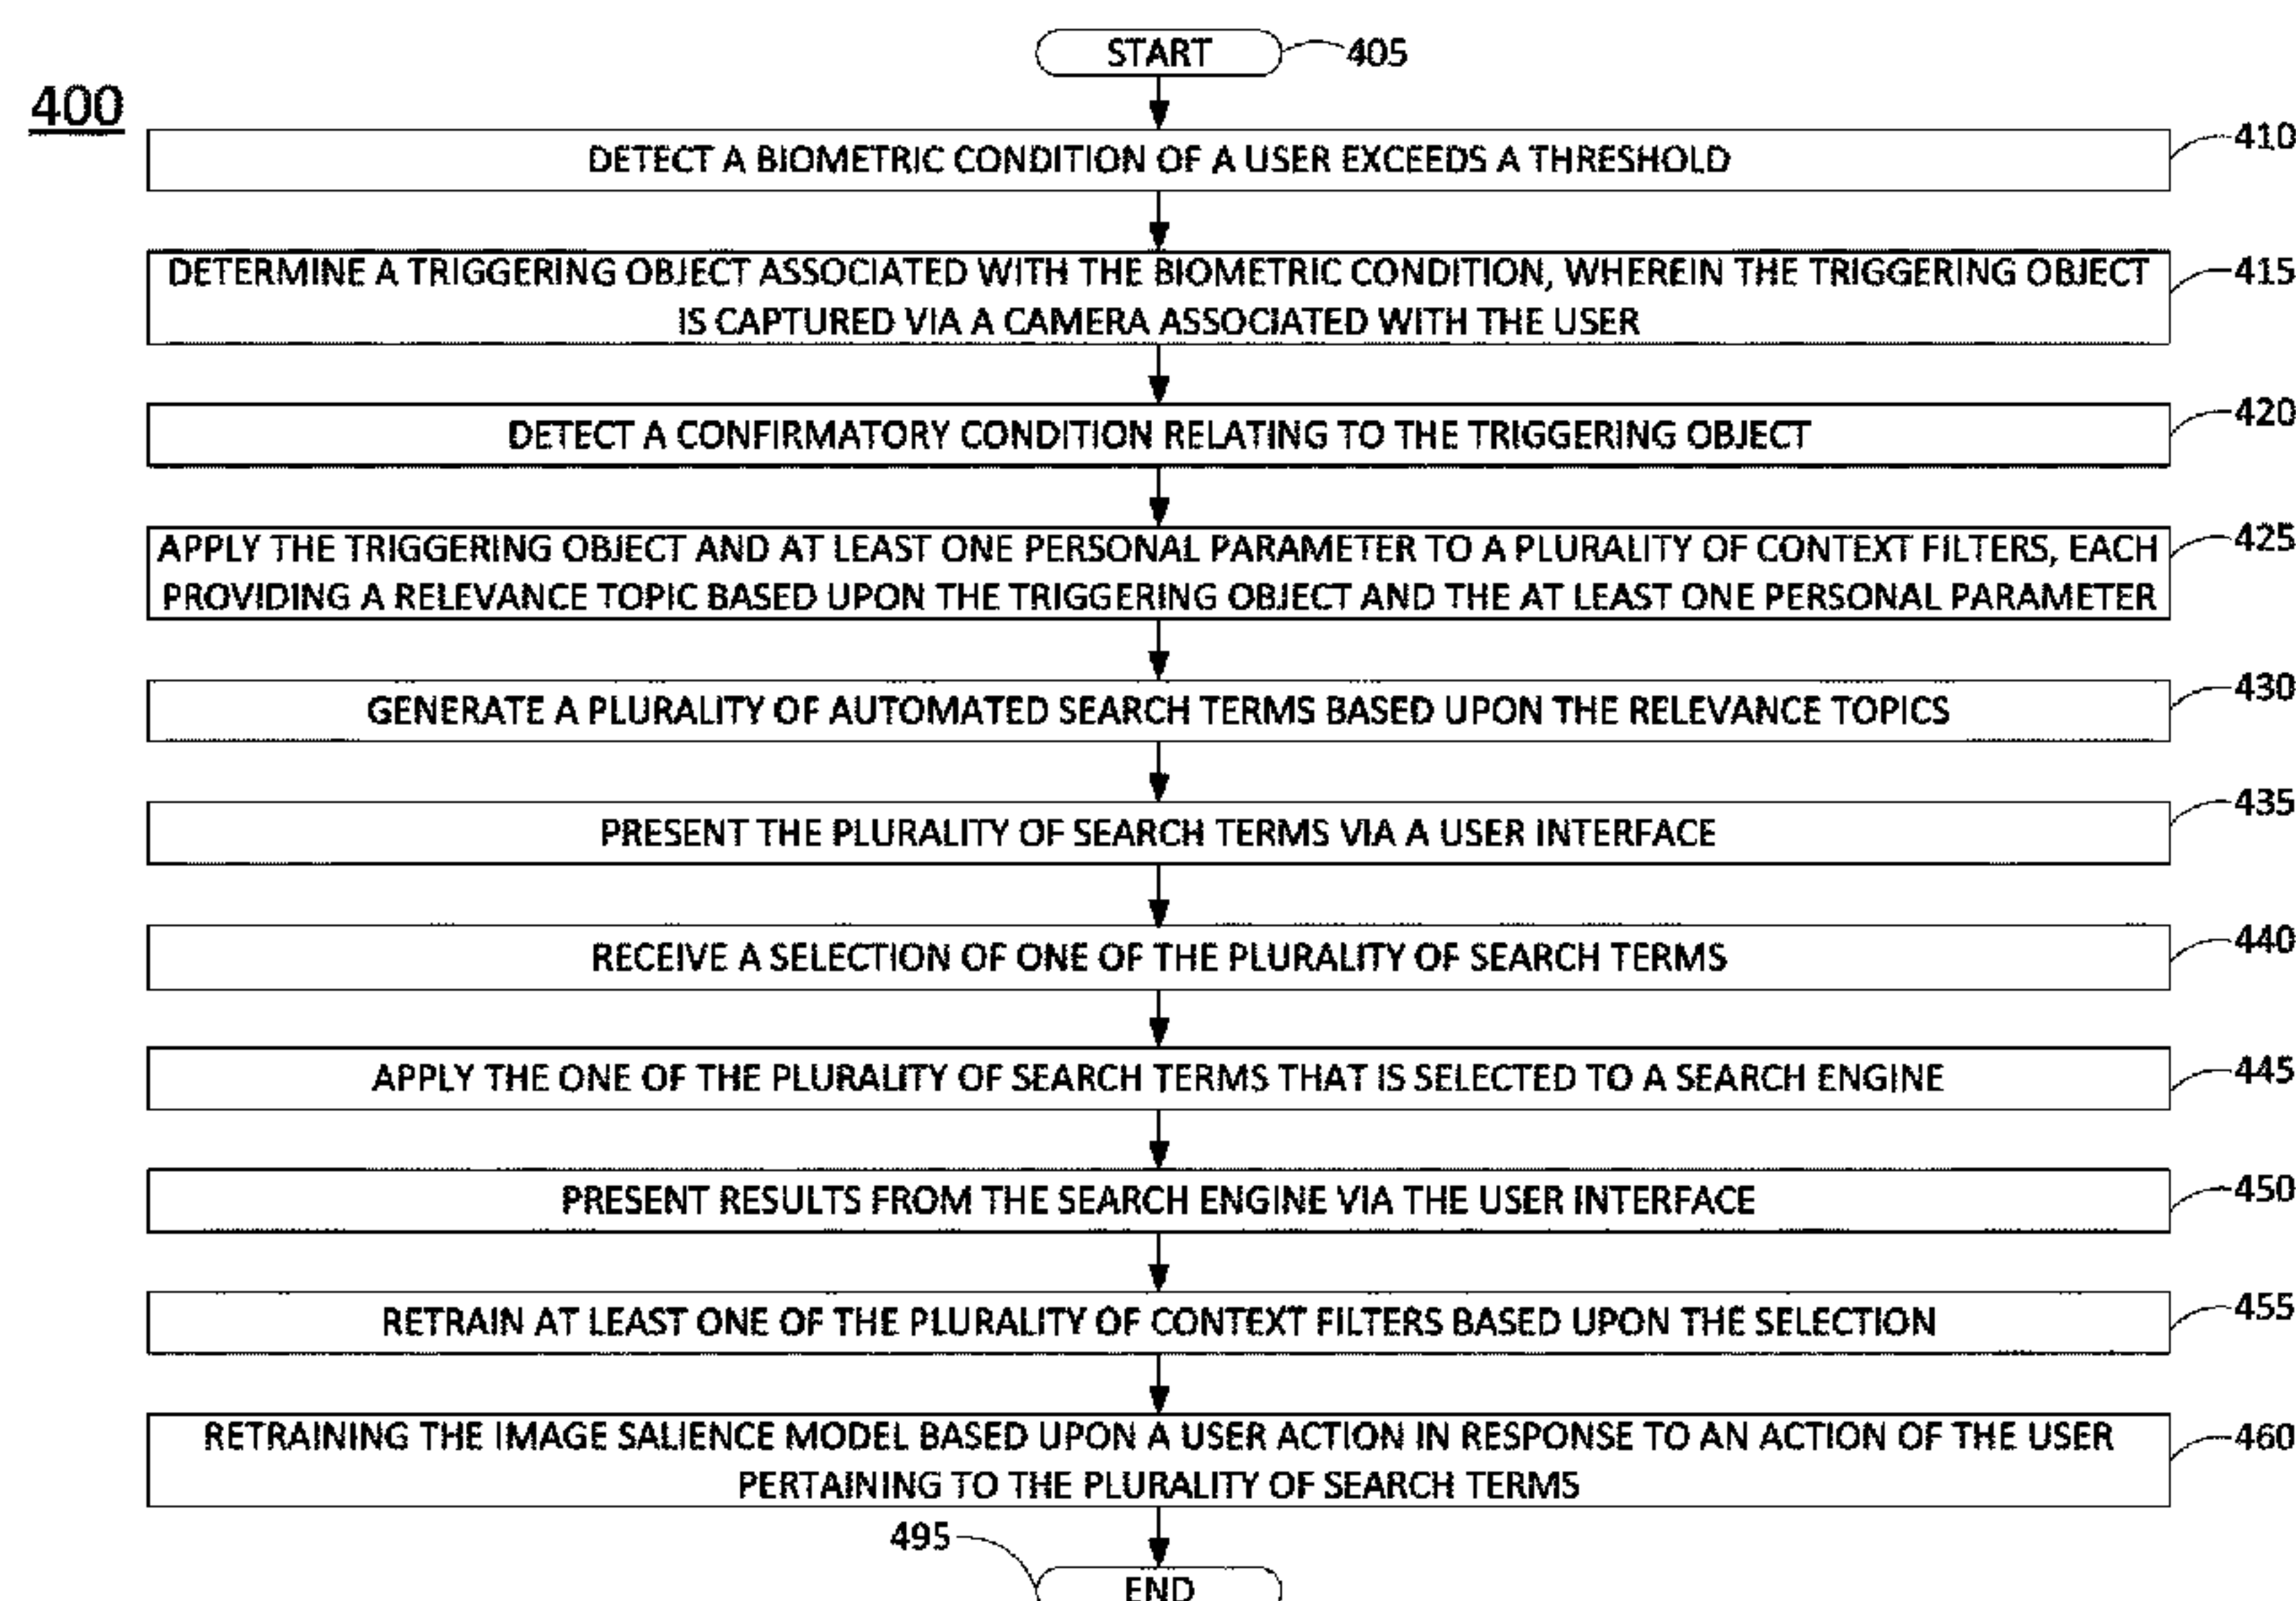 START
405
400
DETECT A BIOMETRIC CONDITION OF A USER EXCEEDS A THRESHOLD
410
DETERMINE A TRIGGERING OBJECT ASSOCIATED WITH THE BIOMETRIC CONDITION, WHEREIN THE TRIGGERING OBJECT
IS CAPTURED VIA A CAMERA ASSOCIATED WITH THE USER
415
DETECT A CONFIRMATORY CONDITION RELATING TO THE TRIGGERING OBJECT
420
APPLY THE TRIGGERING OBJECT AND AT LEAST ONE PERSONAL PARAMETER TO A PLURALITY OF CONTEXT FILTERS, EACH
PROVIDING A RELEVANCE TOPIC BASED UPON THE TRIGGERING OBJECT AND THE AT LEAST ONE PERSONAL PARAMETER
425
GENERATE A PLURALITY OF AUTOMATED SEARCH TERMS BASED UPON THE RELEVANCE TOPICS
430
PRESENT THE PLURALITY OF SEARCH TERMS VIA A USER INTERFACE
435
RECEIVE A SELECTION OF ONE OF THE PLURALITY OF SEARCH TERMS
440
APPLY THE ONE OF THE PLURALITY OF SEARCH TERMS THAT IS SELECTED TO A SEARCH ENGINE
445
PRESENT RESULTS FROM THE SEARCH ENGINE VIA THE USER INTERFACE
450
RETRAIN AT LEAST ONE OF THE PLURALITY OF CONTEXT FILTERS BASED UPON THE SELECTION
455
RETRAINING THE IMAGE SALIENCE MODEL BASED UPON A USER ACTION IN RESPONSE TO AN ACTION OF THE USER
PERTAINING TO THE PLURALITY OF SEARCH TERMS
460
495
END